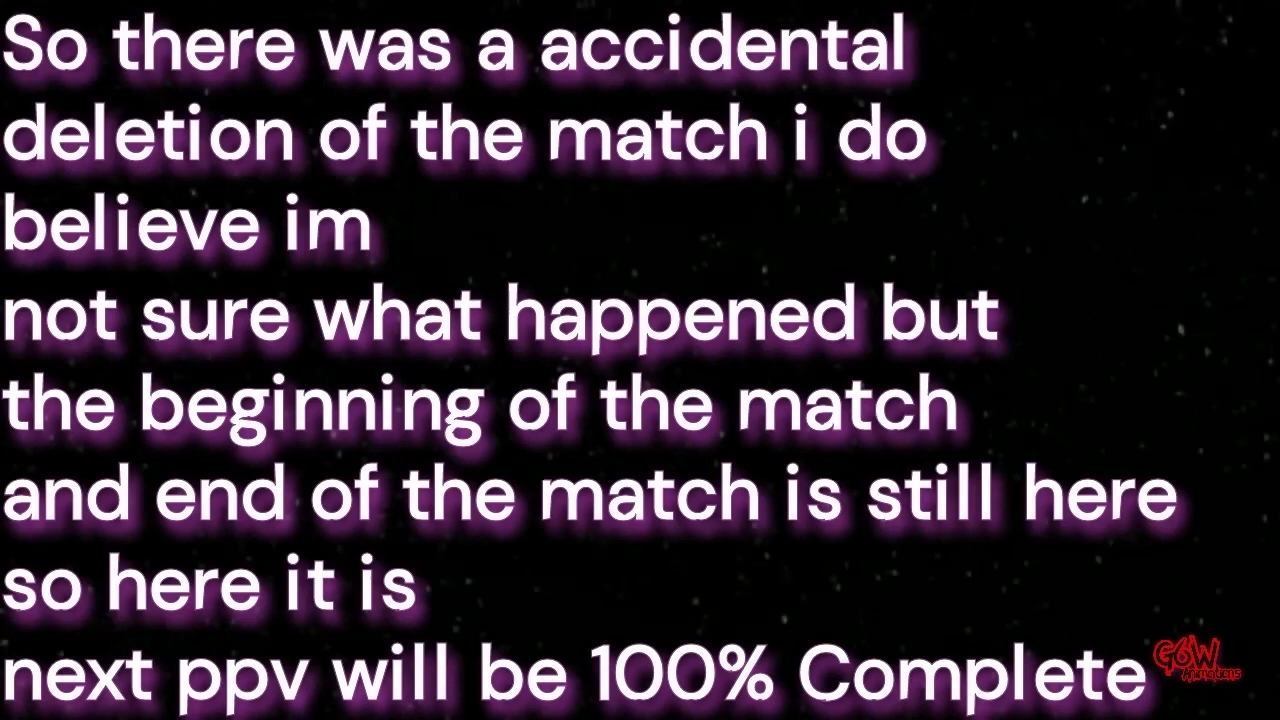 So there was a accidental
deletion of the match i do
believe im
not sure what happened but
the beginning of the match
and end of the match is still here
so here it is
next ppv will be 100% Complete
G6W
Animations